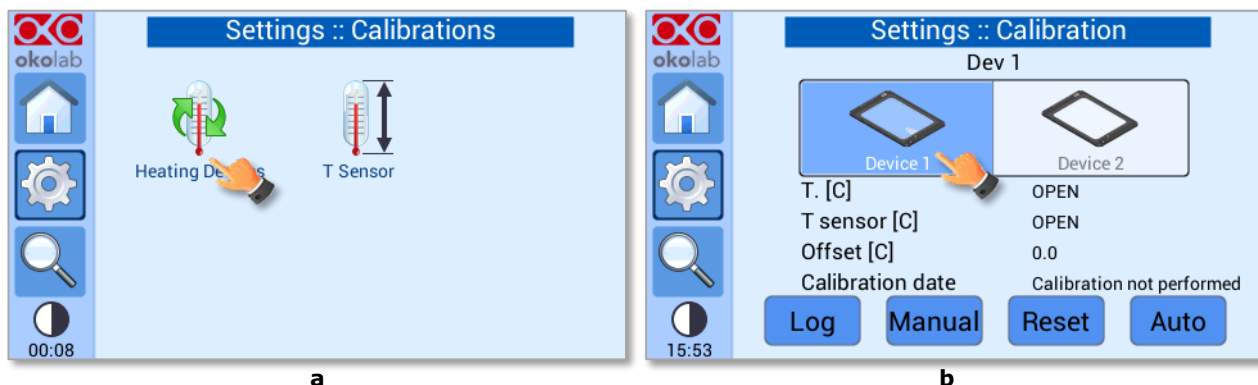 Settings :: Calibrations
okolab
Heating De s
T Sensor
00:08
a
Settings :: Calibration
okolab
Dev 1
Device 1
Device 2
T. [C] OPEN
T sensor [C] OPEN
Offset [C] 0.0
Calibration date Calibration not performed
Log Manual Reset Auto
15:53
b